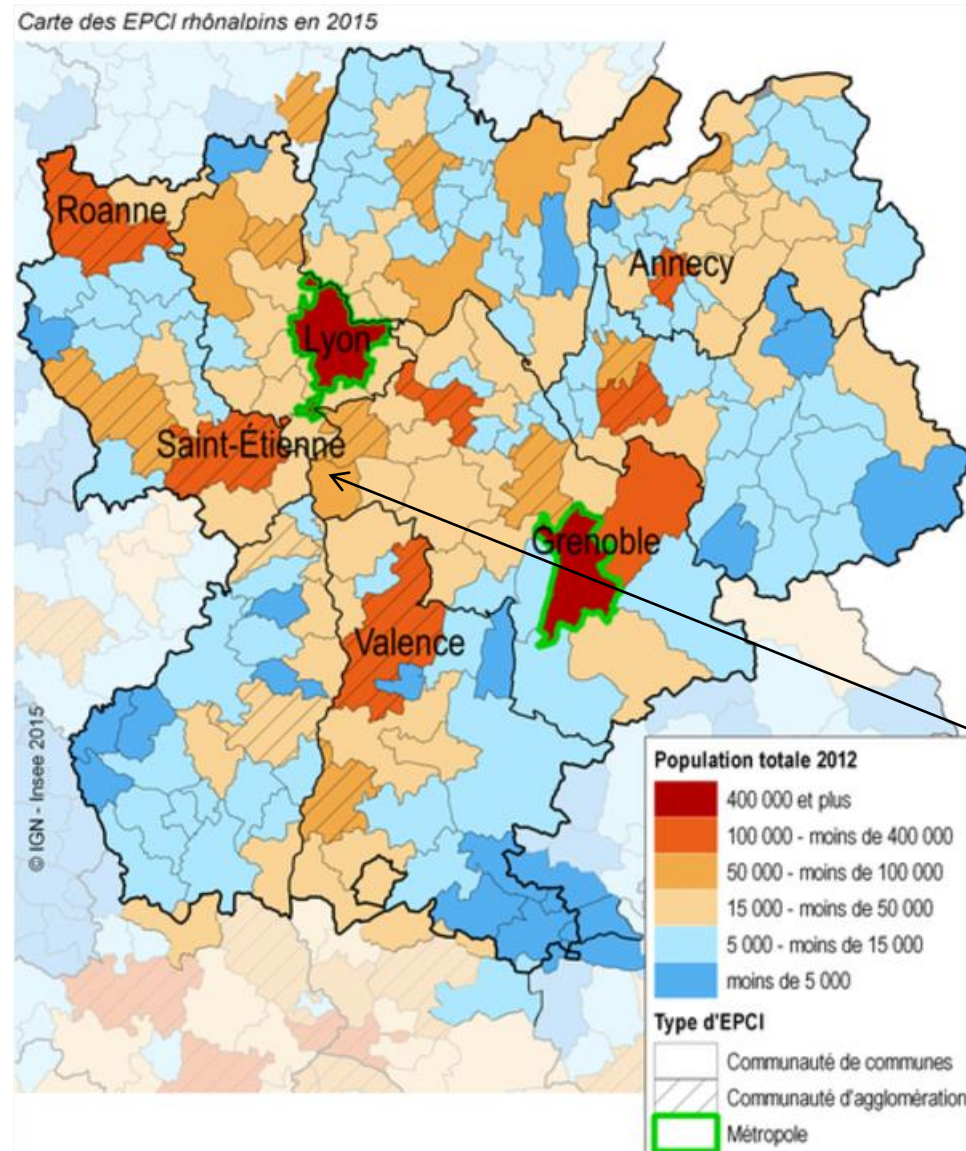 Carte des EPCI rhônalpins en 2015
Roanne
Annecy
Lyon
Saint-Étienne
Grenoble
Valence
© IGN - Insee 2015
Population totale 2012
400 000 et plus
100 000 - moins de 400 000
50 000 - moins de 100 000
15 000 - moins de 50 000
5 000 - moins de 15 000
moins de 5 000
Type d'EPCI
Communauté de communes
Communauté d'agglomération
Métropole